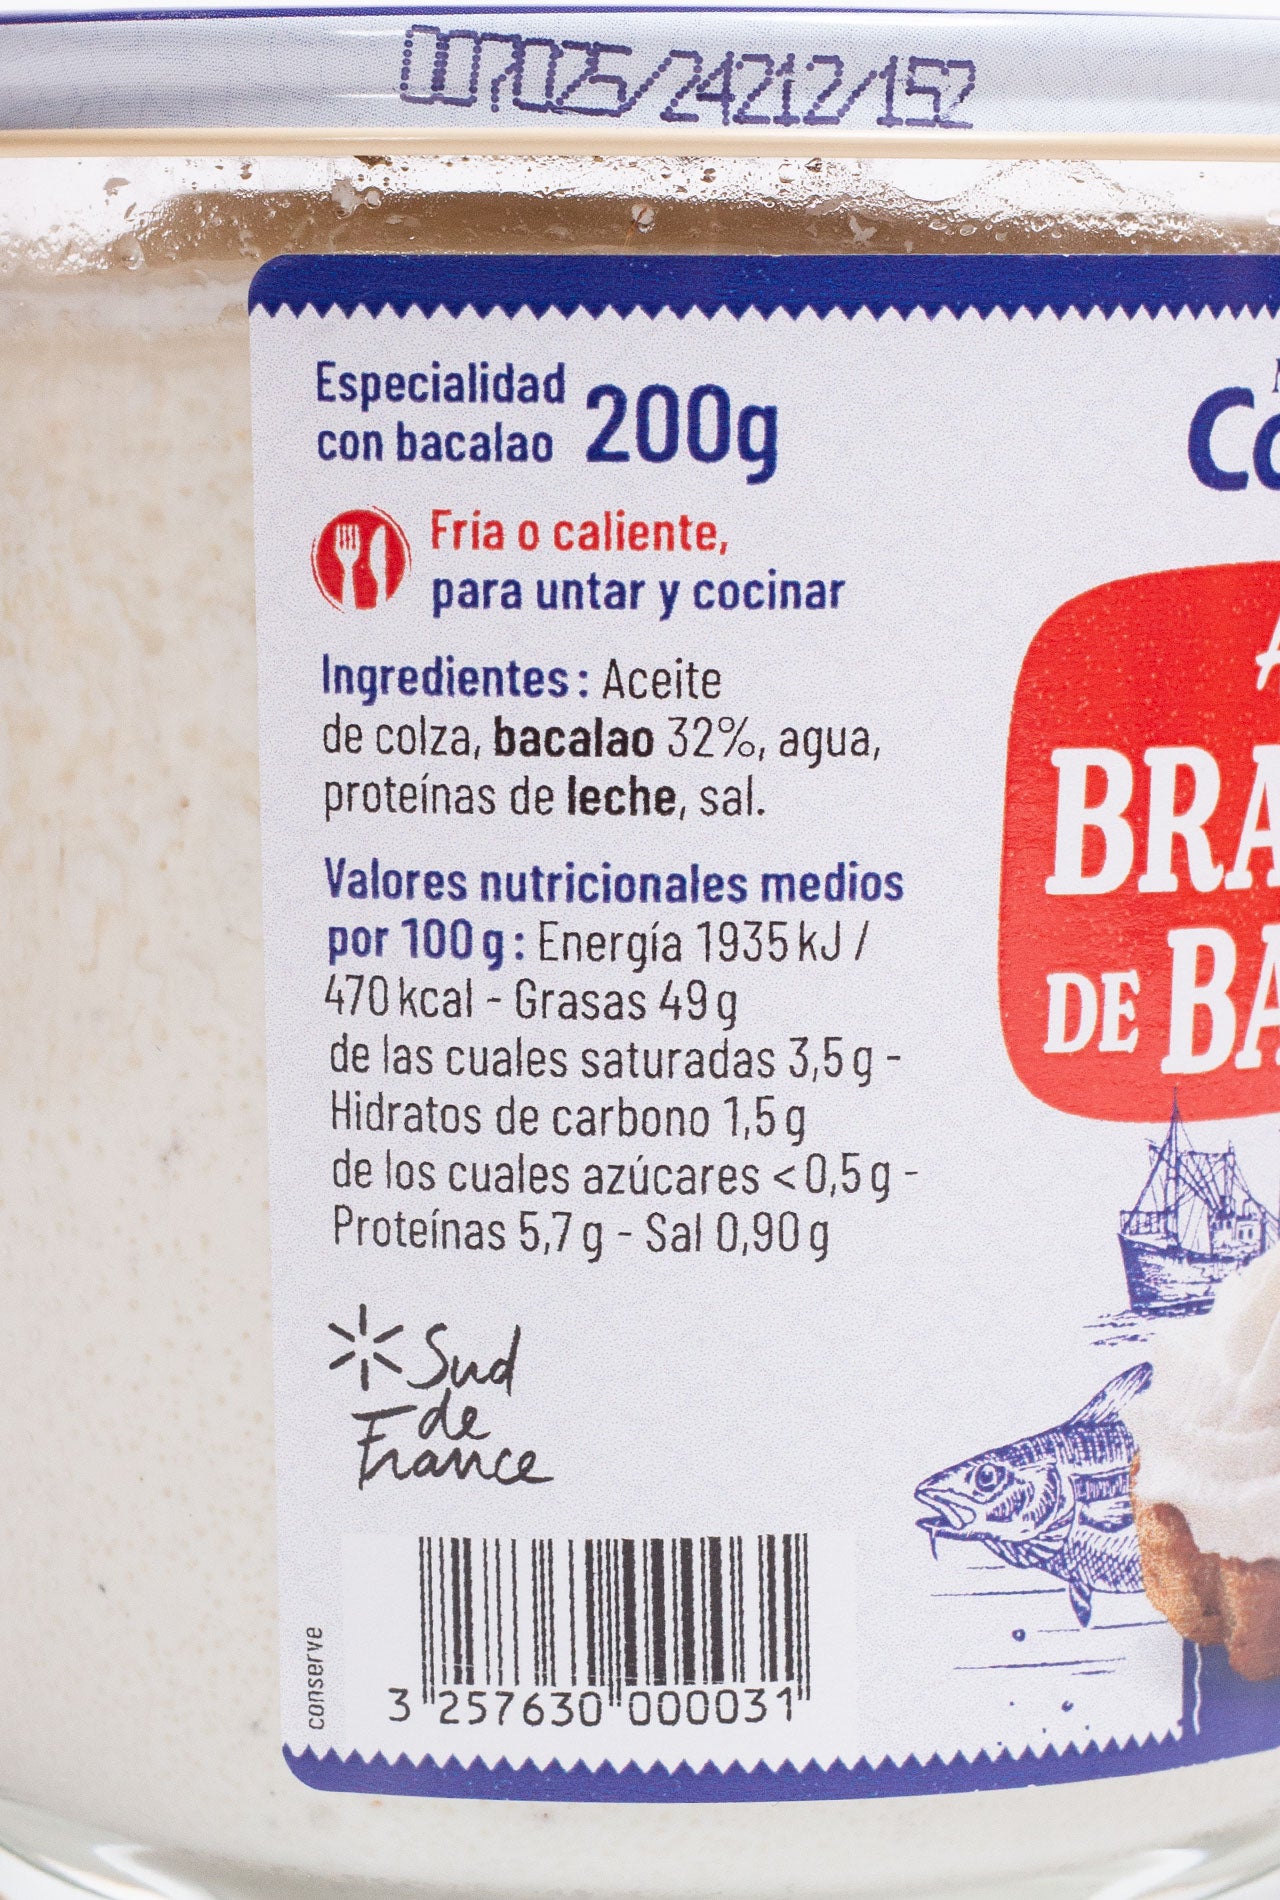 007025/24212/152
Especialidad
con bacalao 200g
Fría o caliente,
para untar y cocinar
Ingredientes : Aceite
de colza, bacalao 32%, agua,
proteínas de leche, sal.
Valores nutricionales medios
por 100 g : Energía 1935 kJ /
470 kcal - Grasas 49 g
de las cuales saturadas 3,5 g -
Hidratos de carbono 1,5 g
de los cuales azúcares < 0,5 g -
Proteínas 5,7 g - Sal 0,90 g
Sud
de
France
conserve
3 257630 000031
DE